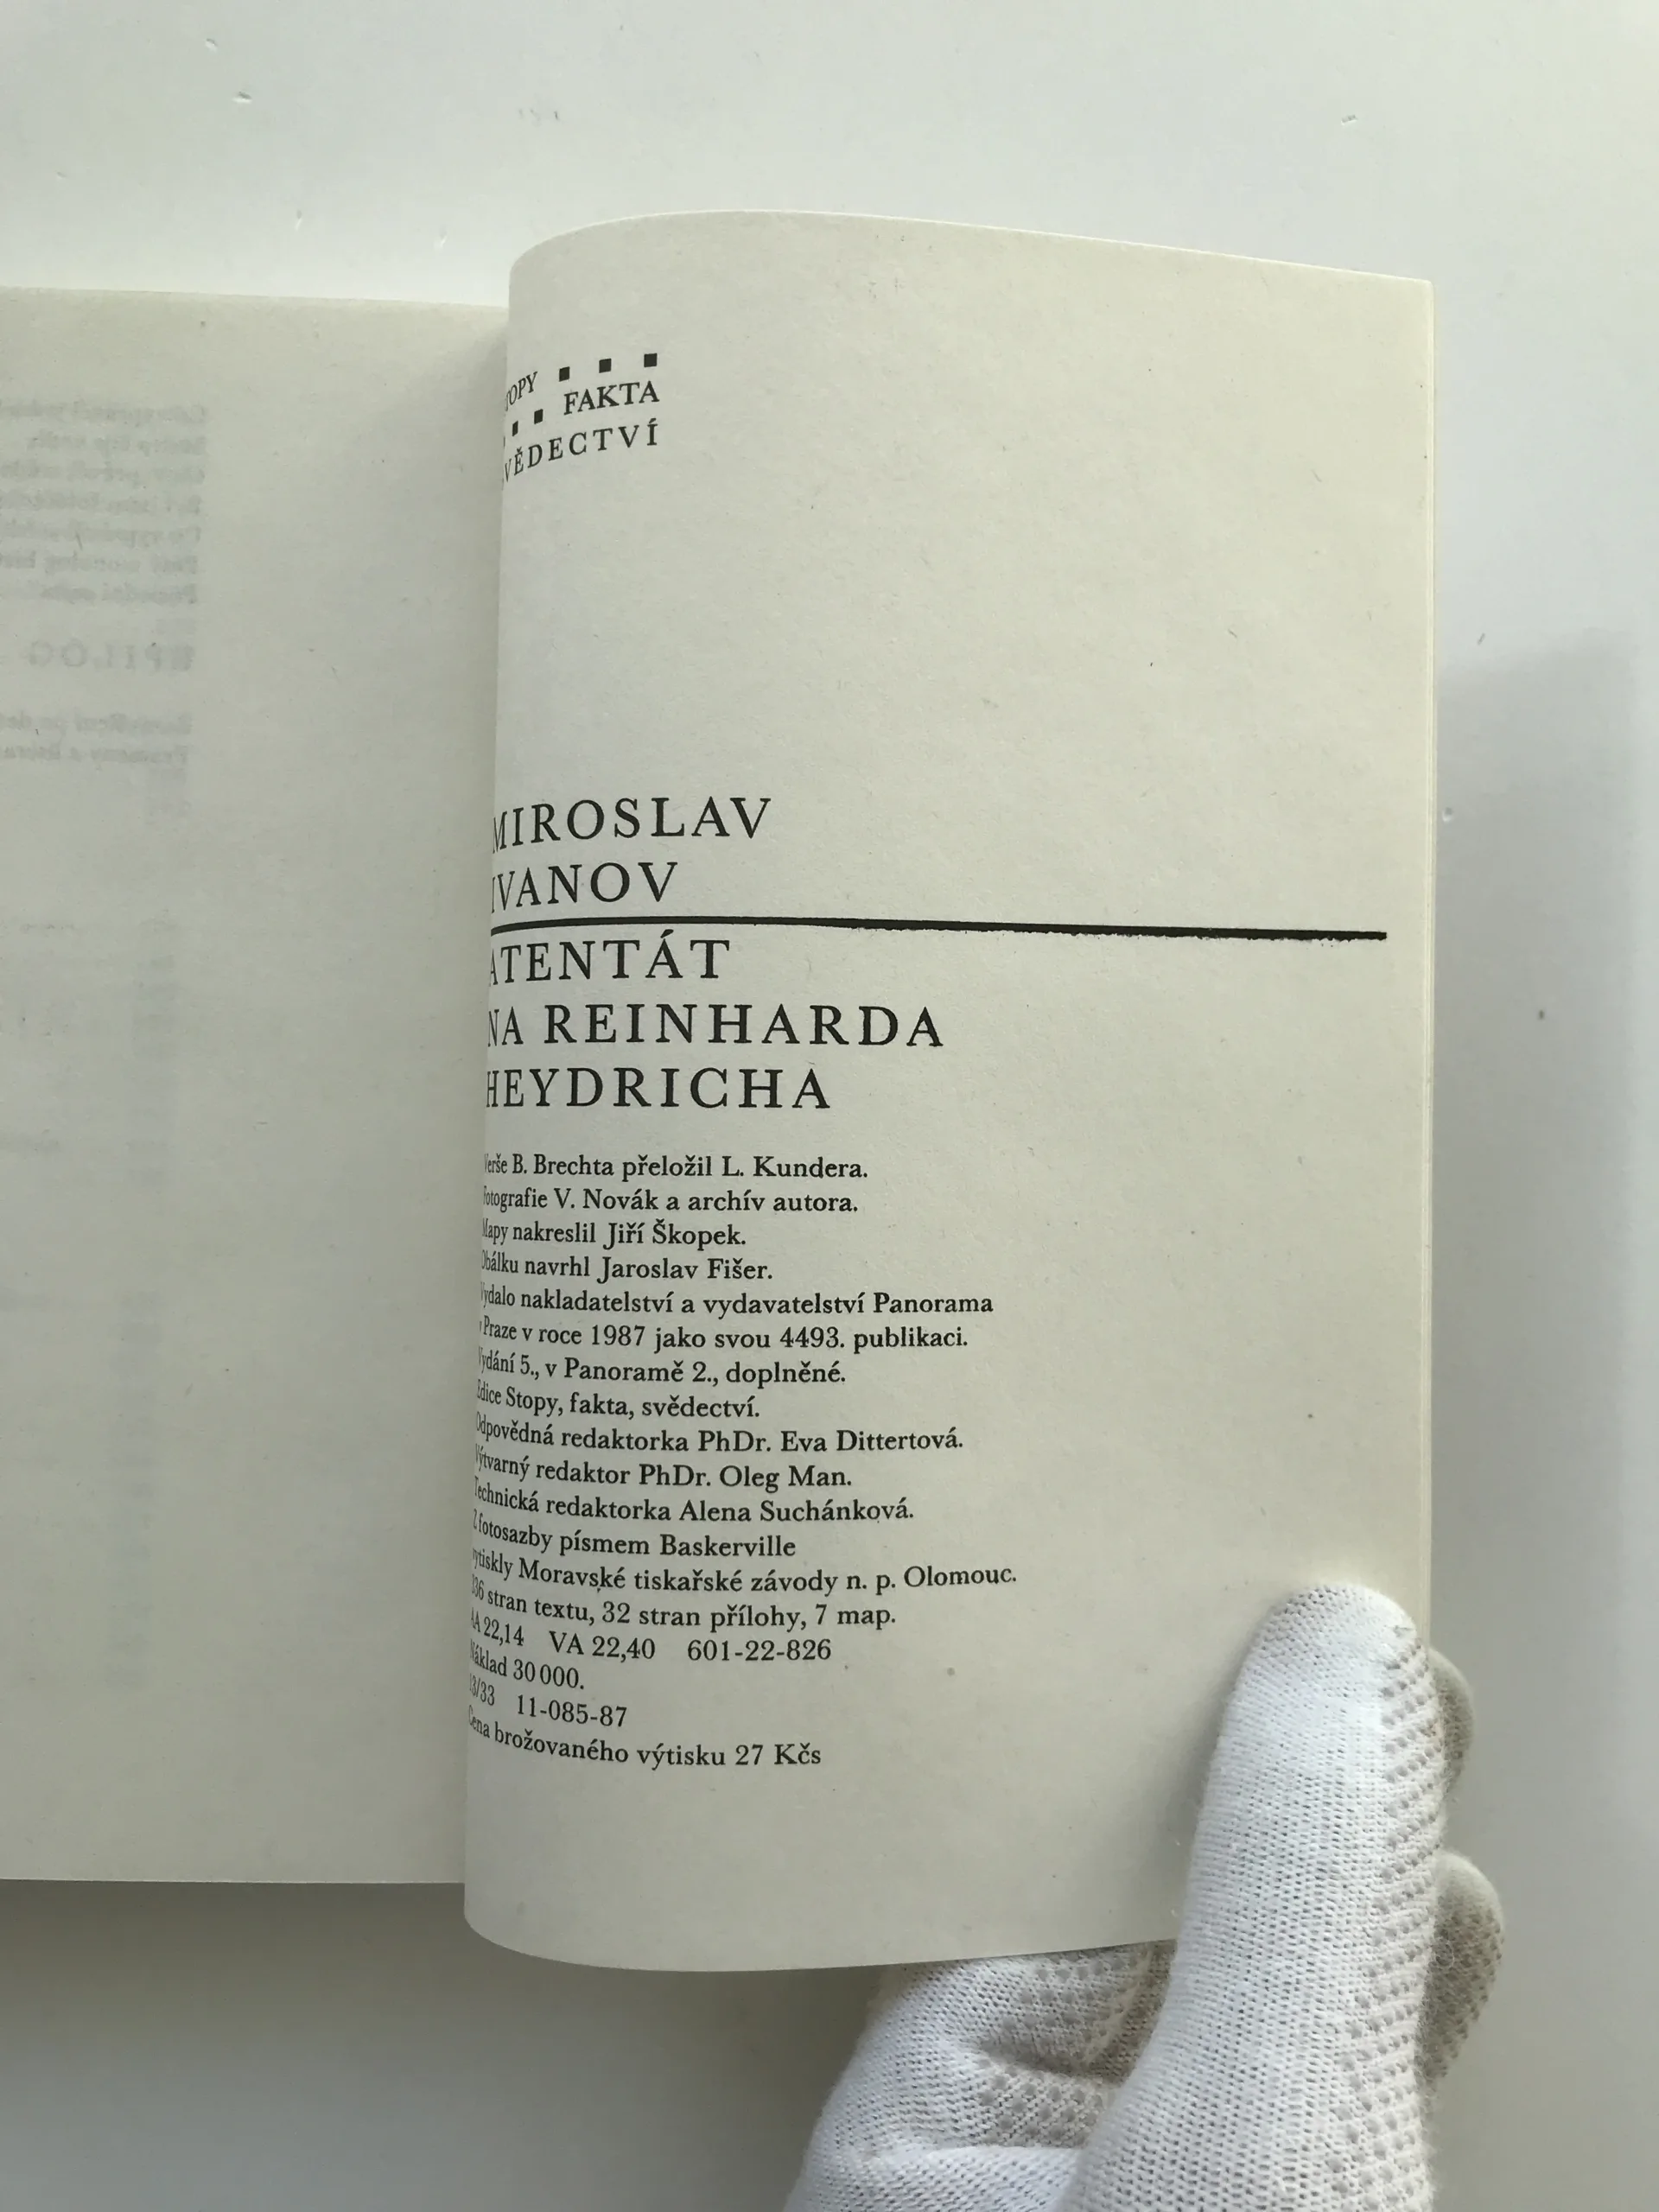 STOPY
FAKTA
SVĚDECTVÍ
MIROSLAV
IVANOV
ATENTÁT
NA REINHARDA
HEYDRICHA
Verše B. Brechta přeložil L. Kundera.
Fotografie V. Novák a archív autora.
Mapy nakreslil Jiří Škopek.
Obálku navrhl Jaroslav Fišer.
Vydalo nakladatelství a vydavatelství Panorama
v Praze v roce 1987 jako svou 4493. publikaci.
Vydání 5., v Panoramě 2., doplněné.
Edice Stopy, fakta, svědectví.
Odpovědná redaktorka PhDr. Eva Dittertová.
Výtvarný redaktor PhDr. Oleg Man.
Technická redaktorka Alena Suchánková.
Z fotosazby písmem Baskerville
vytiskly Moravské tiskařské závody n. p. Olomouc.
stran textu, 32 stran přílohy, 7 map.
AA 22,14 VA 22,40 601-22-826
Náklad 30 000.
11-085-87
Cena brožovaného výtisku 27 Kčs
EPILOG